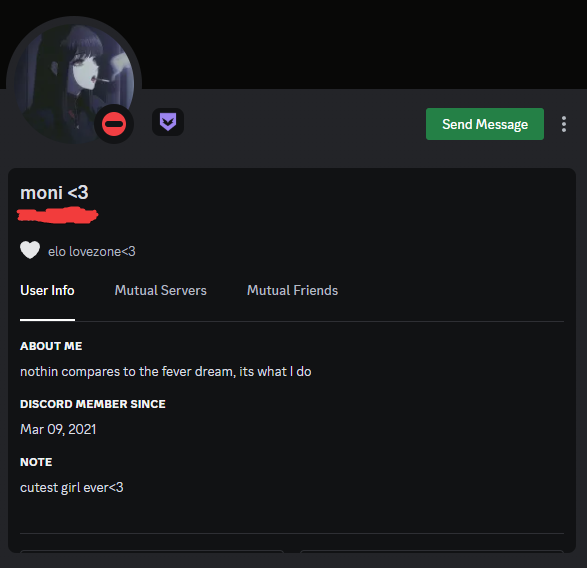 Send Message
moni <3
elo lovezone<3
User Info
Mutual Servers
Mutual Friends
ABOUT ME
nothin compares to the fever dream, its what I do
DISCORD MEMBER SINCE
Mar 09, 2021
NOTE
cutest girl ever<3